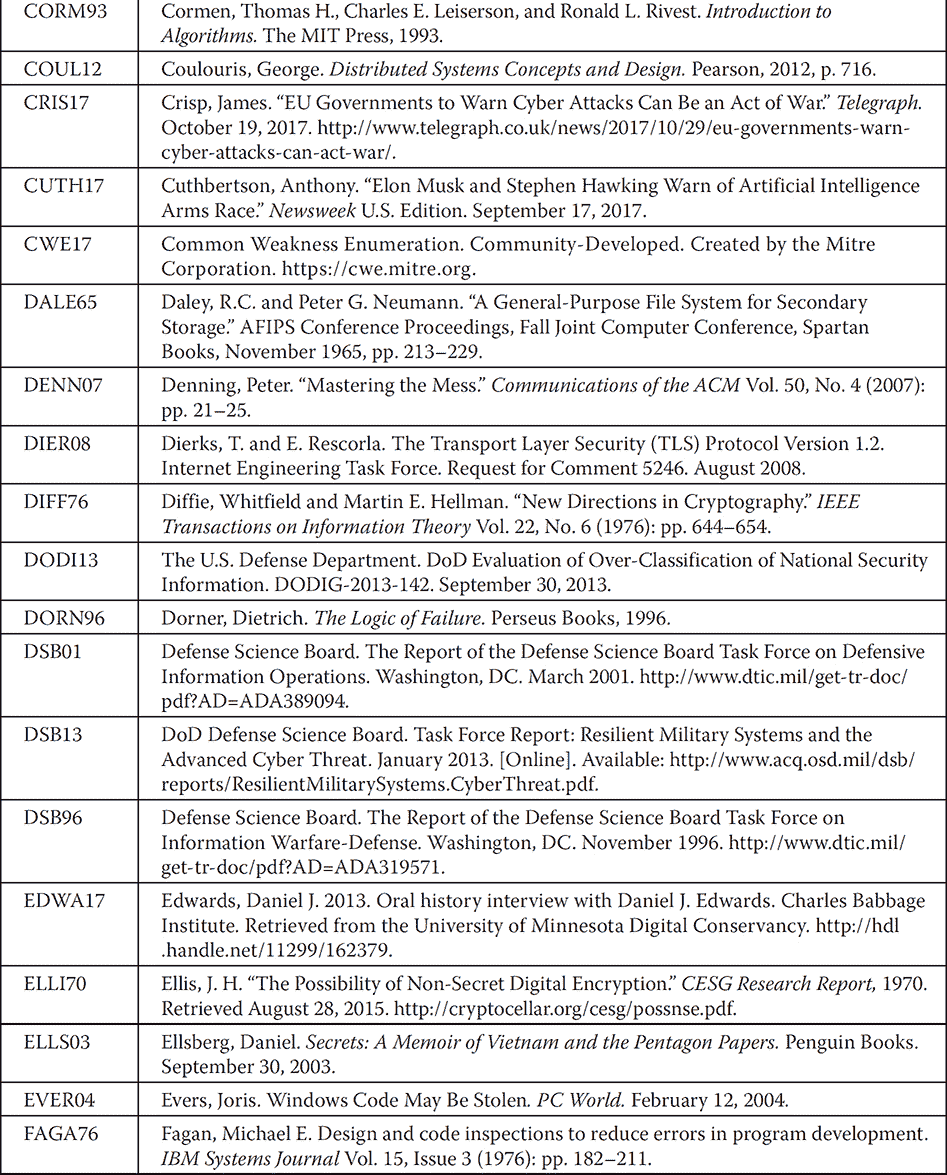 CORM93 Cormen, Thomas H., Charles E. Leiserson, and Ronald L. Rivest. Introduction to
Algorithms. The MIT Press, 1993.
COUL12 Coulouris, George. Distributed Systems Concepts and Design. Pearson, 2012, p. 716.
CRIS17 Crisp, James. “EU Governments to Warn Cyber Attacks Can Be an Act of War.” Telegraph.
October 19, 2017. http://www.telegraph.co.uk/news/2017/10/29/eu-governments-warn-
cyber-attacks-can-act-war/.
CUTH17 Cuthbertson, Anthony. “Elon Musk and Stephen Hawking Warn of Artificial Intelligence
Arms Race.” Newsweek U.S. Edition. September 17, 2017.
CWE17 Common Weakness Enumeration. Community-Developed. Created by the Mitre
Corporation. https://cwe.mitre.org.
DALE65 Daley, R.C. and Peter G. Neumann. “A General-Purpose File System for Secondary
Storage.” AFIPS Conference Proceedings, Fall Joint Computer Conference, Spartan
Books, November 1965, pp. 213–229.
DENN07 Denning, Peter. “Mastering the Mess.” Communications of the ACM Vol. 50, No. 4 (2007):
pp. 21–25.
DIER08 Dierks, T. and E. Rescorla. The Transport Layer Security (TLS) Protocol Version 1.2.
Internet Engineering Task Force. Request for Comment 5246. August 2008.
DIFF76 Diffie, Whitfield and Martin E. Hellman. “New Directions in Cryptography.” IEEE
Transactions on Information Theory Vol. 22, No. 6 (1976): pp. 644–654.
DODI13 The U.S. Defense Department. DoD Evaluation of Over-Classification of National Security
Information. DODIG-2013-142. September 30, 2013.
DORN96 Dorner, Dietrich. The Logic of Failure. Perseus Books, 1996.
DSB01 Defense Science Board. The Report of the Defense Science Board Task Force on Defensive
Information Operations. Washington, DC. March 2001. http://www.dtic.mil/get-tr-doc/
pdf?AD=ADA389094.
DSB13 DoD Defense Science Board. Task Force Report: Resilient Military Systems and the
Advanced Cyber Threat. January 2013. [Online]. Available: http://www.acq.osd.mil/dsb/
reports/ResilientMilitarySystems.CyberThreat.pdf.
DSB96 Defense Science Board. The Report of the Defense Science Board Task Force on
Information Warfare-Defense. Washington, DC. November 1996. http://www.dtic.mil/
get-tr-doc/pdf?AD=ADA319571.
EDWA17 Edwards, Daniel J. 2013. Oral history interview with Daniel J. Edwards. Charles Babbage
Institute. Retrieved from the University of Minnesota Digital Conservancy. http://hdl
.handle.net/11299/162379.
ELLI70 Ellis, J. H. “The Possibility of Non-Secret Digital Encryption.” CESG Research Report, 1970.
Retrieved August 28, 2015. http://cryptocellar.org/cesg/possnse.pdf.
ELLS03 Ellsberg, Daniel. Secrets: A Memoir of Vietnam and the Pentagon Papers. Penguin Books.
September 30, 2003.
EVER04 Evers, Joris. Windows Code May Be Stolen. PC World. February 12, 2004.
FAGA76 Fagan, Michael E. Design and code inspections to reduce errors in program development.
IBM Systems Journal Vol. 15, Issue 3 (1976): pp. 182–211.